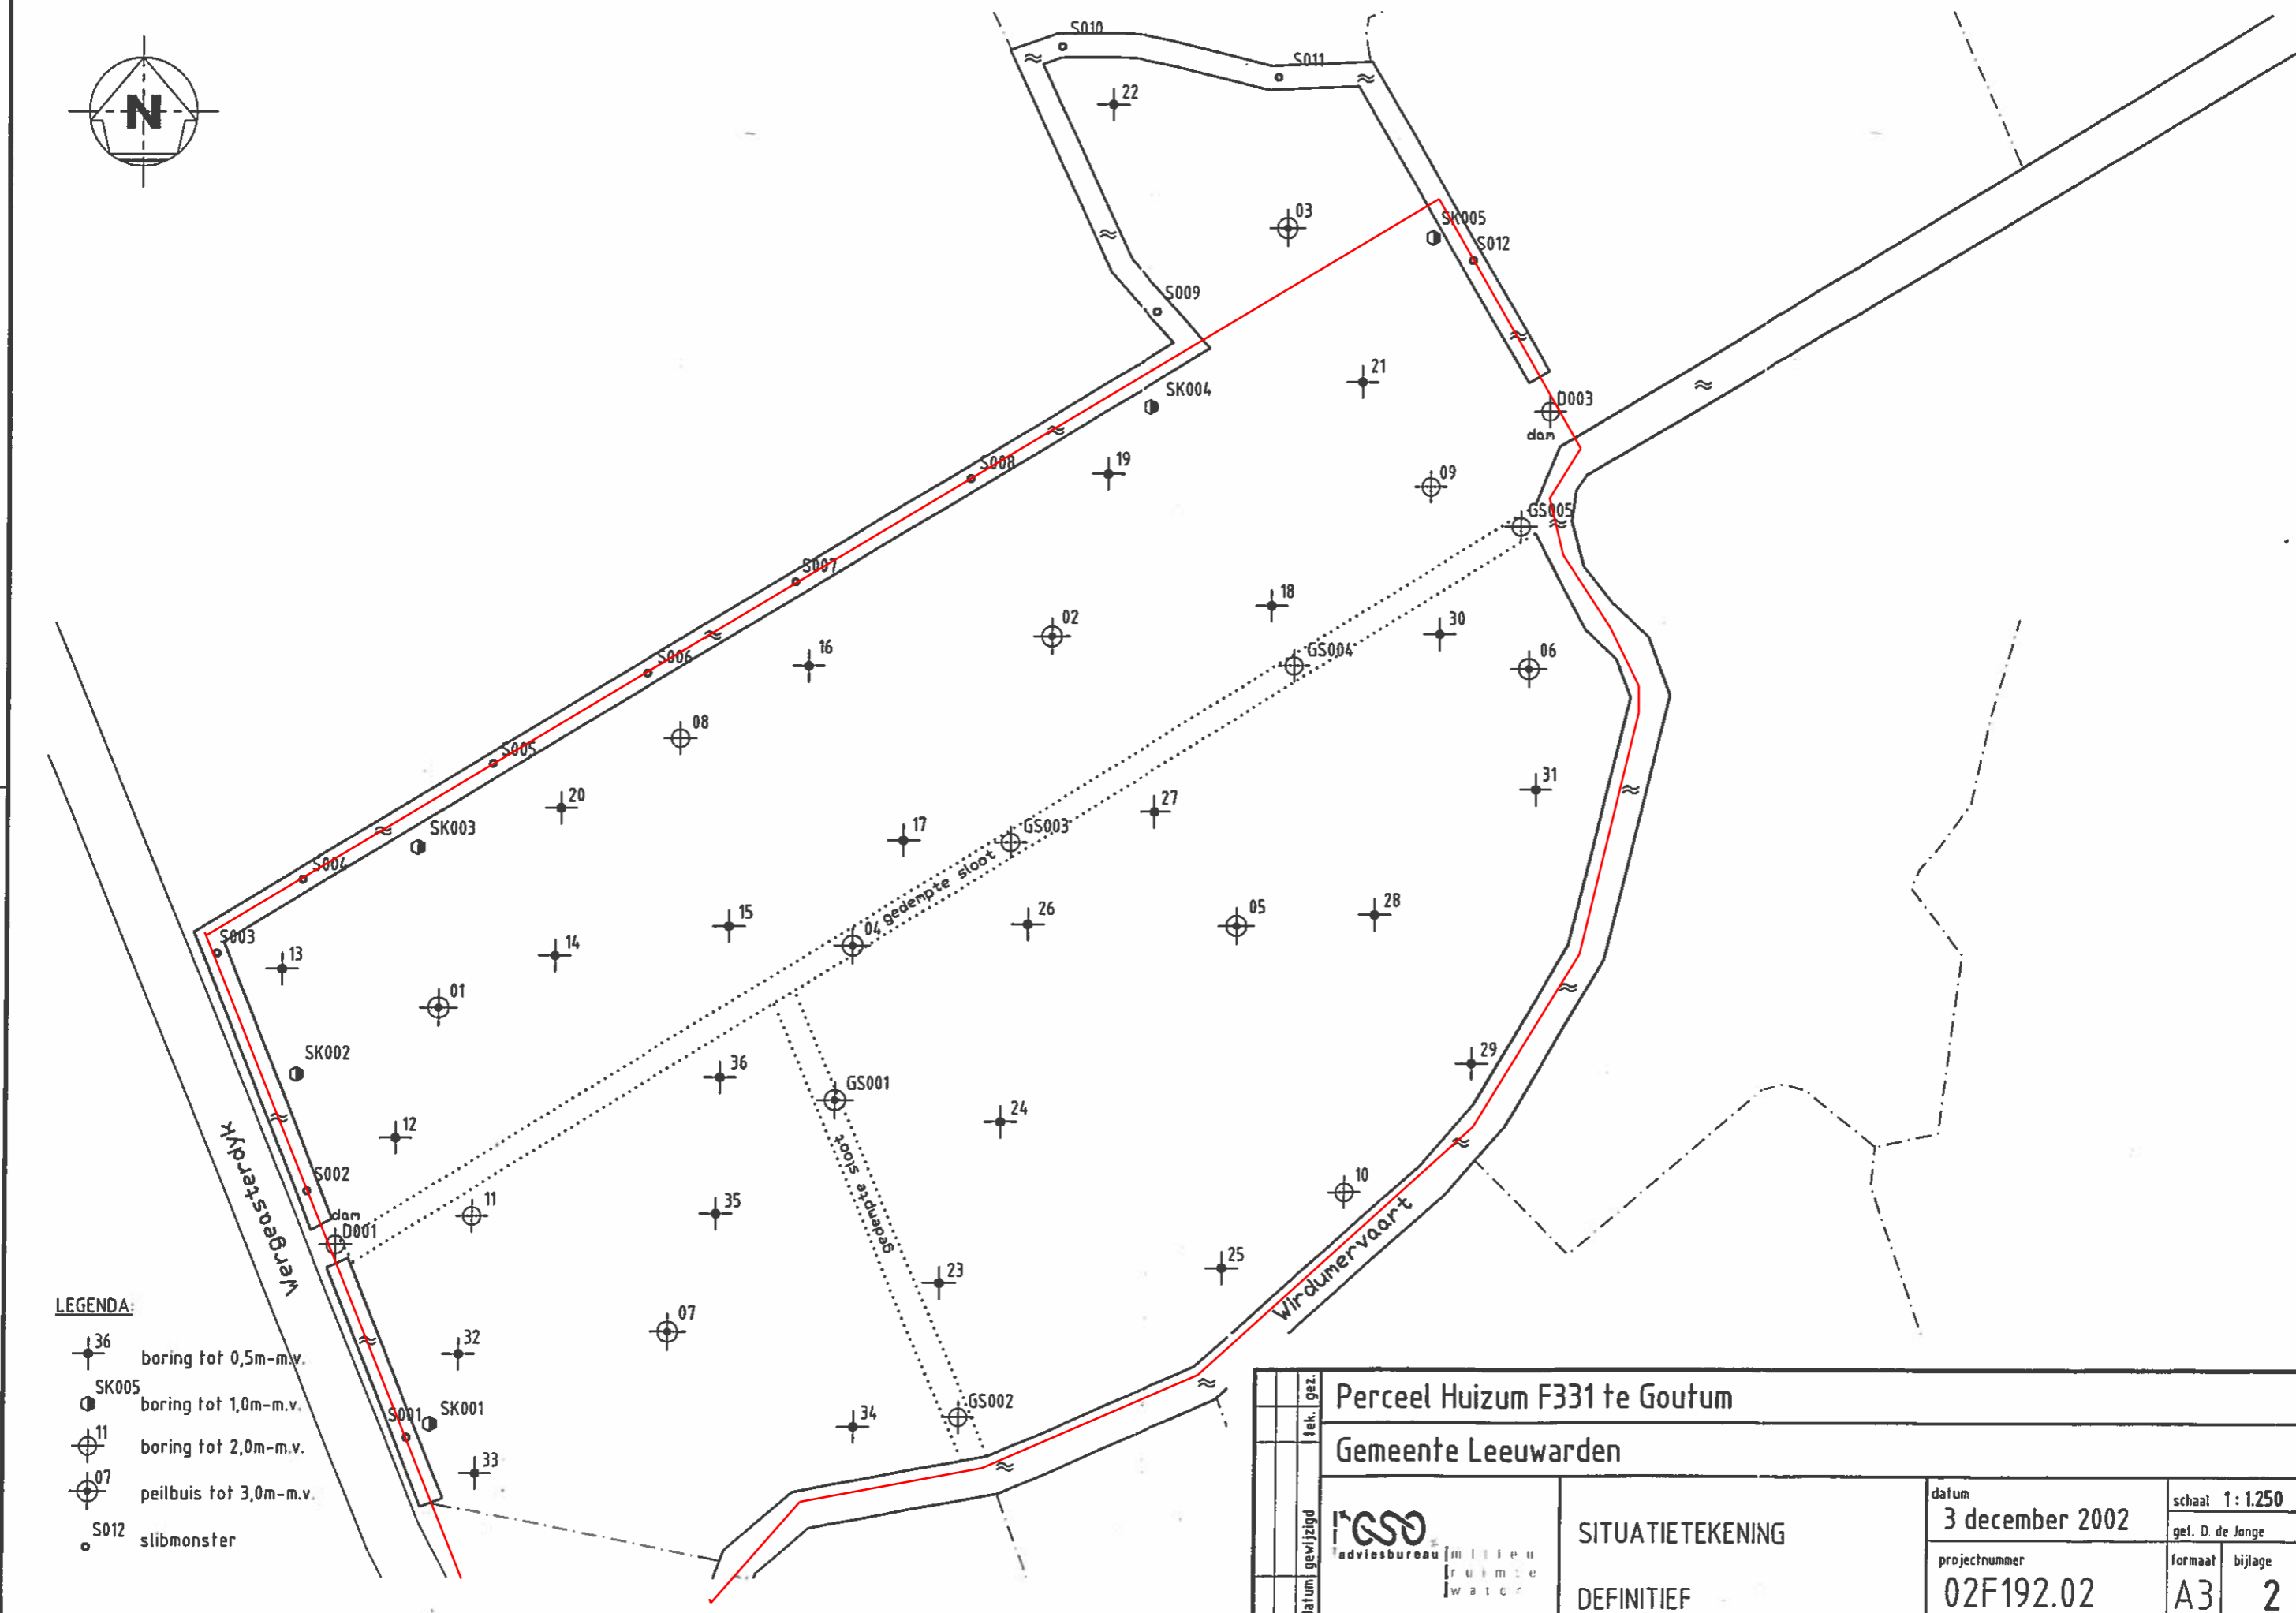 N
S010
S011
22
03
SK005
S012
S009
21
SK004
D003
dam
19
S008
09
GS005
S007
18
02
30
16
GS004
06
S006
08
S005
31
20
27
SK003
17
GS003
gedempte sloot
S004
15
26
05
28
S003
14
04
13
01
SK002
36
GS001
29
24
12
gedempte sloot
Wergeasterdyk
S002
10
dam
11
35
D001
Wirdumervaart
25
23
07
32
S001
SK001
34
GS002
33
LEGENDA:
36 boring tot 0,5m-m.v.
SK005 boring tot 1,0m-m.v.
11 boring tot 2,0m-m.v.
07 peilbuis tot 3,0m-m.v.
S012 slibmonster
gez.
tek.
gewijzigd
datum
Perceel Huizum F331 te Goutum
Gemeente Leeuwarden
CSO
adviesbureau
milieu
ruimte
water
SITUATIETEKENING
DEFINITIEF
datum
3 december 2002
schaal 1 : 1.250
get. D. de Jonge
projectnummer
02F192.02
formaat
A3
bijlage
2